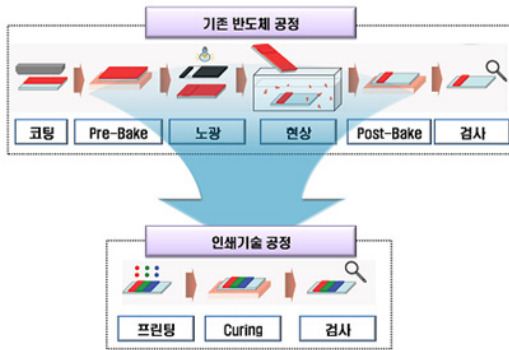 기존 반도체 공정
코팅 Pre-Bake 노광 현상 Post-Bake 검사
인쇄기술 공정
프린팅 Curing 검사